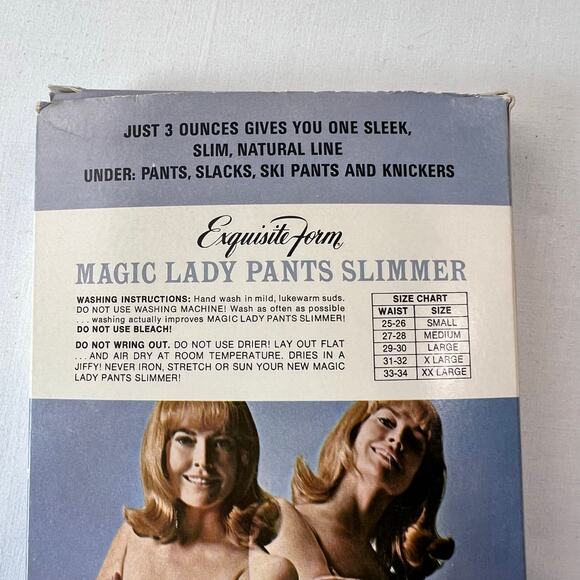 JUST 3 OUNCES GIVES YOU ONE SLEEK,
SLIM, NATURAL LINE
UNDER: PANTS, SLACKS, SKI PANTS AND KNICKERS
Exquisite Form
MAGIC LADY PANTS SLIMMER
WASHING INSTRUCTIONS: Hand wash in mild, lukewarm suds.
DO NOT USE WASHING MACHINE! Wash as often as possible
... washing actually improves MAGIC LADY PANTS SLIMMER!
DO NOT USE BLEACH!
DO NOT WRING OUT. DO NOT USE DRIER! LAY OUT FLAT
... AND AIR DRY AT ROOM TEMPERATURE. DRIES IN A
JIFFY! NEVER IRON, STRETCH OR SUN YOUR NEW MAGIC
LADY PANTS SLIMMER!
SIZE CHART
WAIST SIZE
25-26 SMALL
27-28 MEDIUM
29-30 LARGE
31-32 X LARGE
33-34 XX LARGE